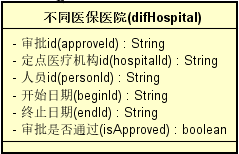 不同医保医院(difHospital)
- 审批id(approveId) : String
- 定点医疗机构id(hospitalId) : String
- 人员id(personId) : String
- 开始日期(beginId) : String
- 终止日期(endId) : String
- 审批是否通过(isApproved) : boolean